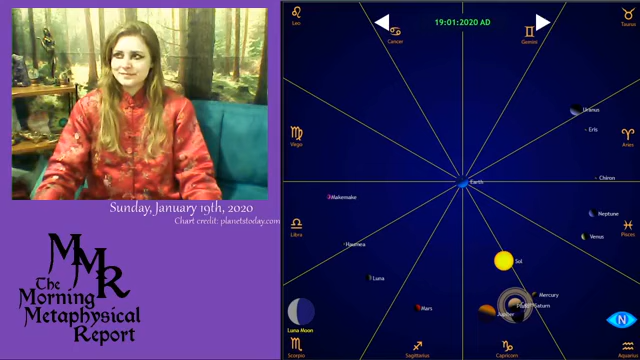 Sunday, January 19th, 2020
Chart credit: planetstoday.com
MMR
The
Morning
Metaphysical
Report
19:01:2020 AD
Leo
Cancer
Gemini
Taurus
Uranus
Eris
Virgo
Aries
Chiron
Earth
Makemake
Neptune
Libra
Pisces
Venus
Haumea
Sol
Luna
Mercury
Saturn
Mars
Jupiter
Luna Moon
N
Scorpio
Sagittarius
Capricorn
Aquarius